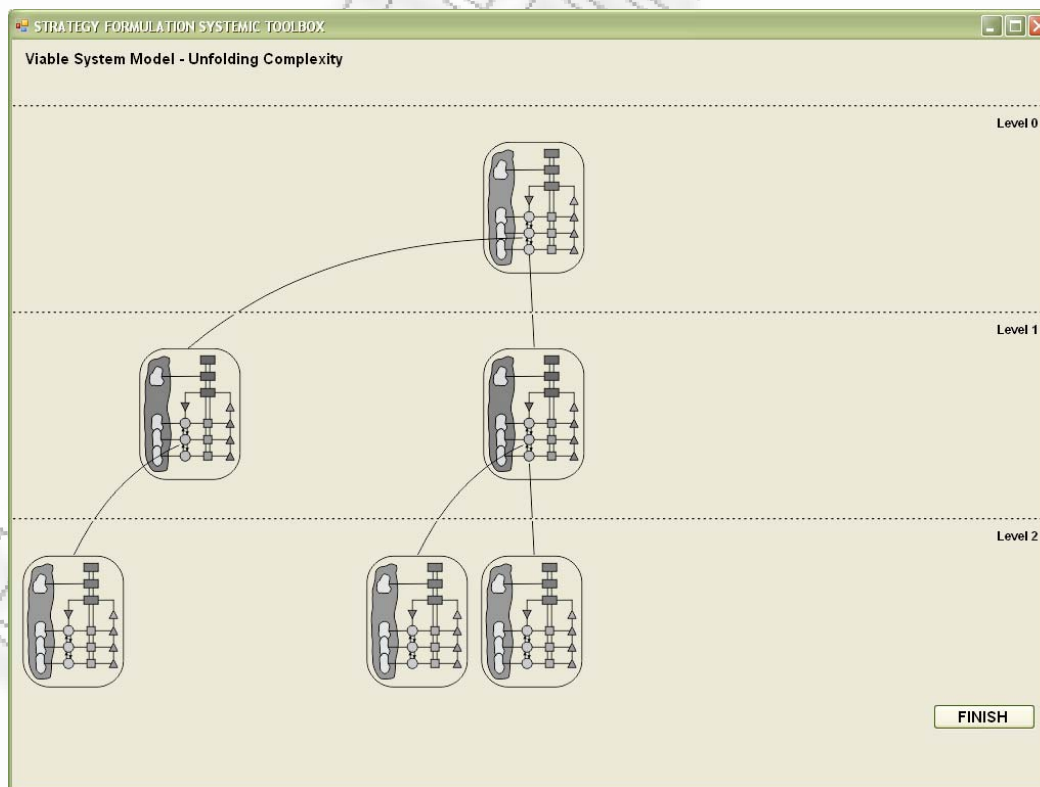 STRATEGY FORMULATION SYSTEMIC TOOLBOX
Viable System Model - Unfolding Complexity
Level 0
Level 1
Level 2
FINISH